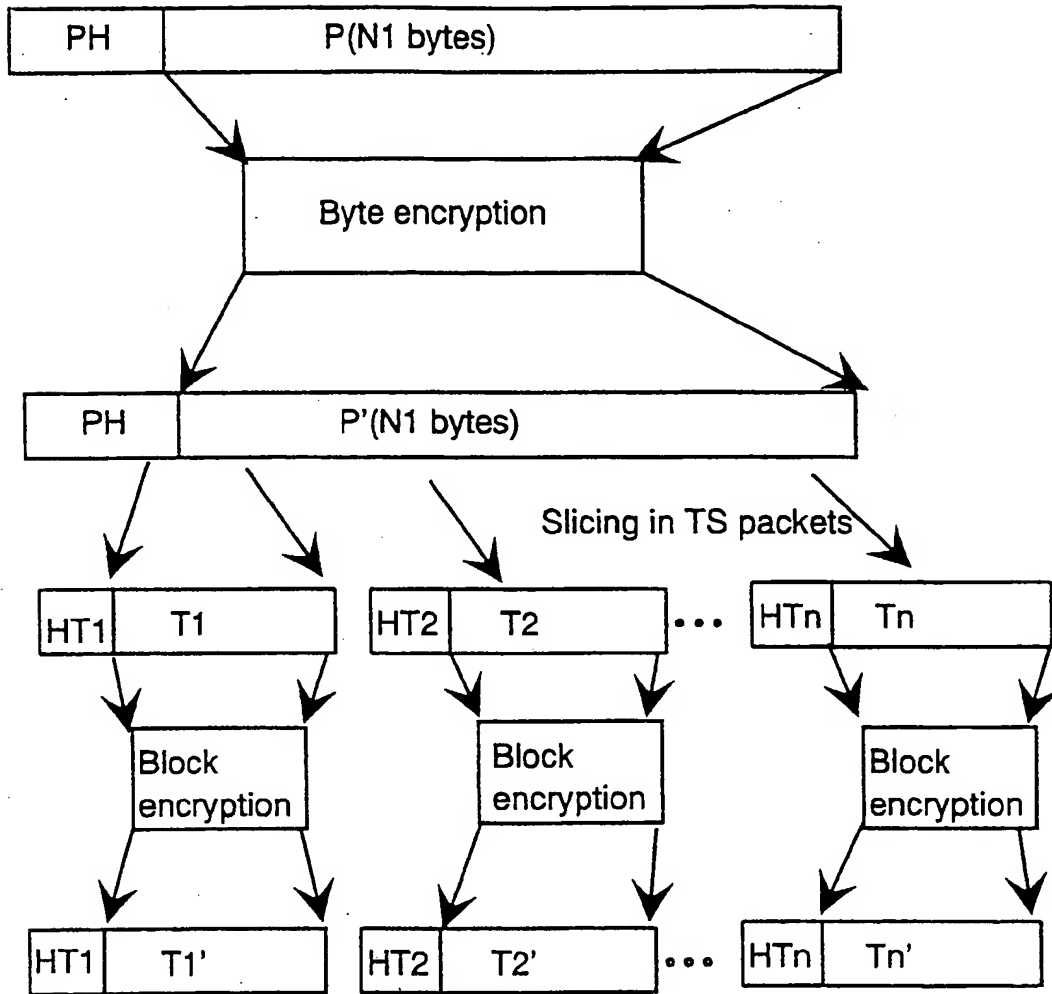 PH P(N1 bytes)
Byte encryption
PH P'(N1 bytes)
Slicing in TS packets
HT1 T1 HT2 T2 ••• HTn Tn
Block encryption Block encryption Block encryption
HT1 T1' HT2 T2' ••• HTn Tn'